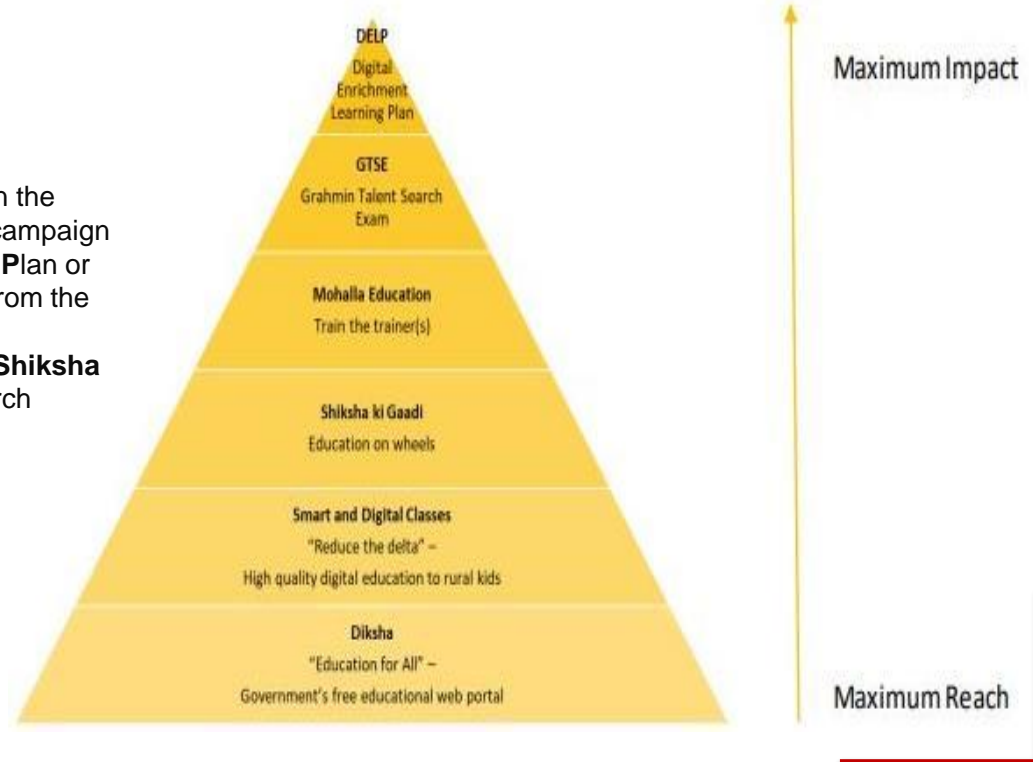 n the
campaign
Plan or
rom the
Shiksha
rch
DELP
Digital
Enrichment
Learning Plan
GTSE
Grahmin Talent Search
Exam
Mohalla Education
Train the trainer(s)
Shiksha ki Gaadi
Education on wheels
Smart and Digital Classes
"Reduce the delta" –
High quality digital education to rural kids
Diksha
"Education for All" –
Government's free educational web portal
Maximum Impact
Maximum Reach